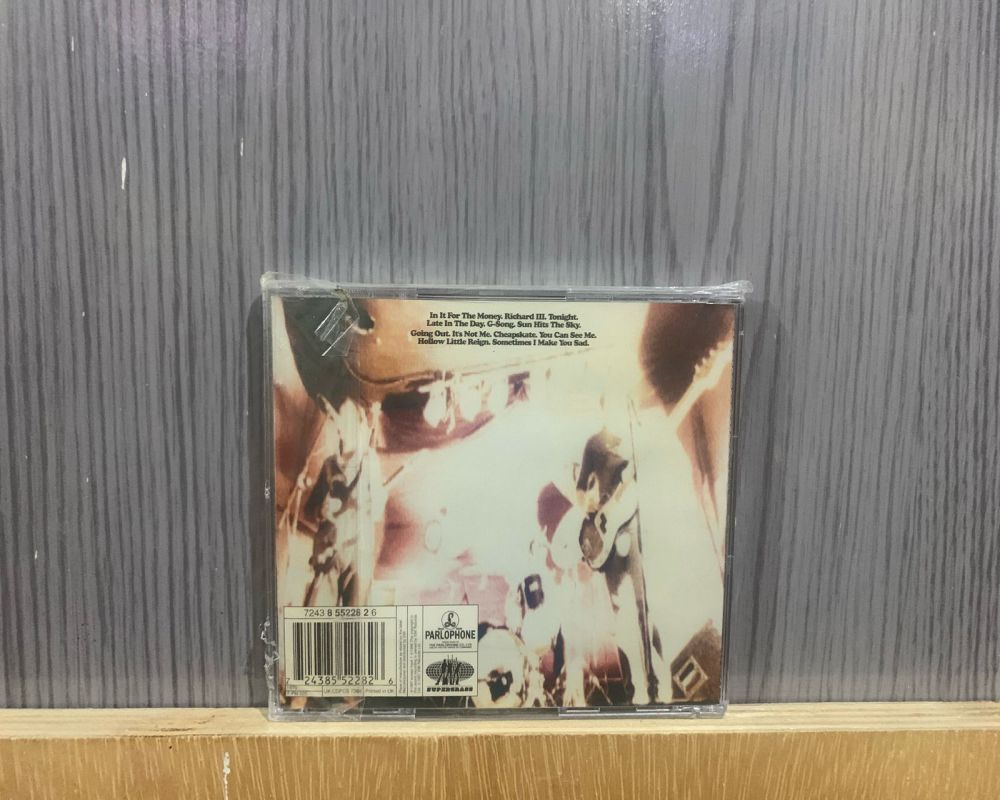 In It For The Money. Richard III. Tonight.
Late In The Day. G-Song. Sun Hits The Sky.
Going Out. It's Not Me. Cheapskate. You Can See Me.
Hollow Little Reign. Sometimes I Make You Sad.
7243 8 55228 2 6
7 24385 52282 6
Printed in UK
PARLOPHONE
SUPERGRASS